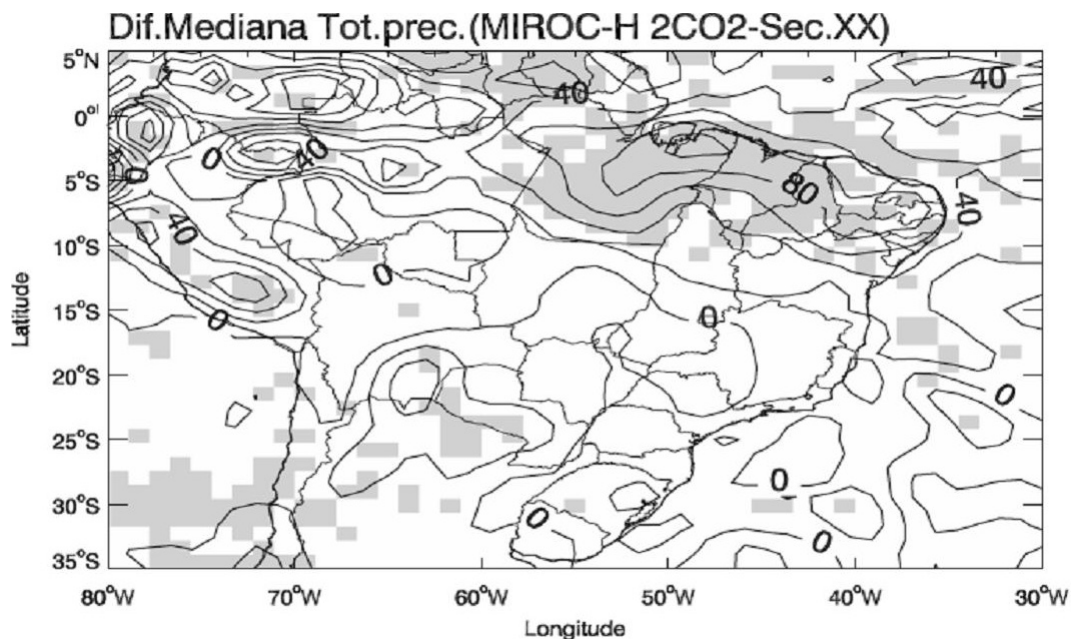 Dif.Mediana Tot.prec.(MIROC-H 2CO2-Sec.XX)
5°N
0°
5°S
10°S
15°S
20°S
25°S
30°S
35°S
Latitude
40
40
0
40
0
80
40
40
0
0
0
0
0
0
0
80°W
70°W
60°W
50°W
40°W
30°W
Longitude